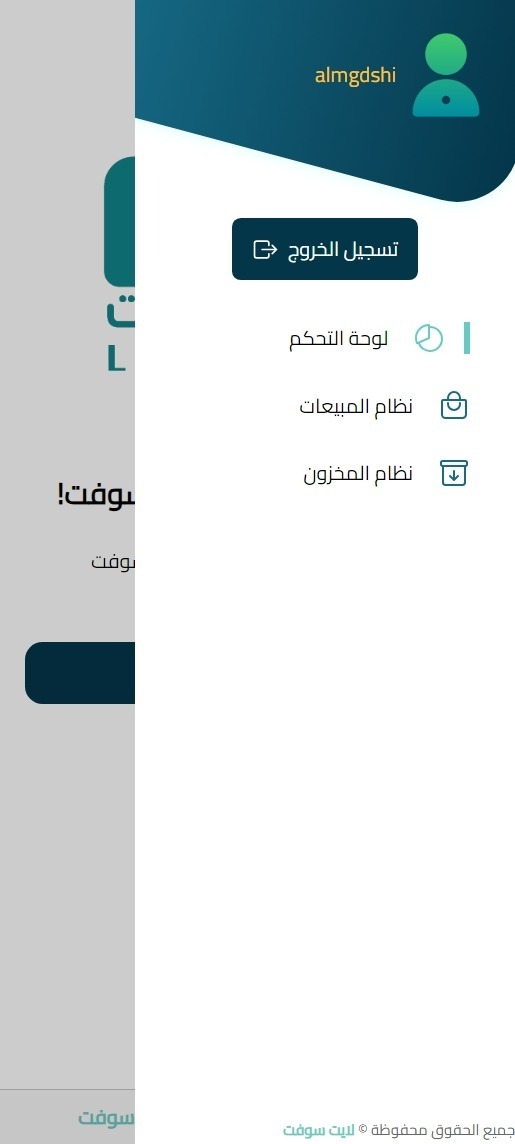 almgdshi
تسجيل الخروج
لوحة التحكم
نظام المبيعات
نظام المخزون
سوفت!
سوفت
جميع الحقوق محفوظة © لايت سوفت
سوفت